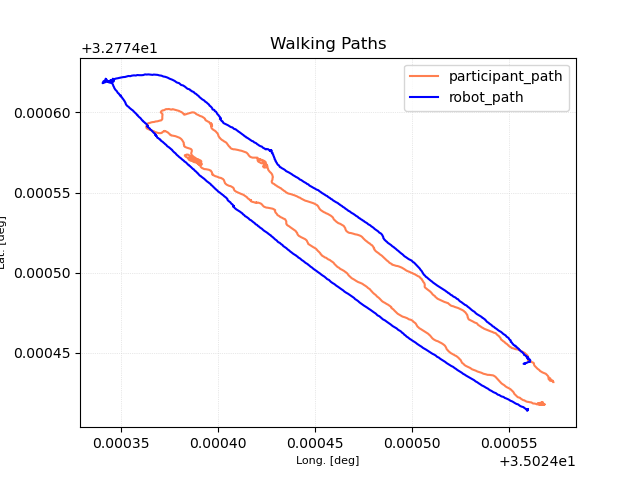 Walking Paths
+3.2774e1
participant_path
robot_path
0.00060
0.00055
0.00050
0.00045
Lat. [deg]
0.00035 0.00040 0.00045 0.00050 0.00055
Long. [deg]
+3.5024e1